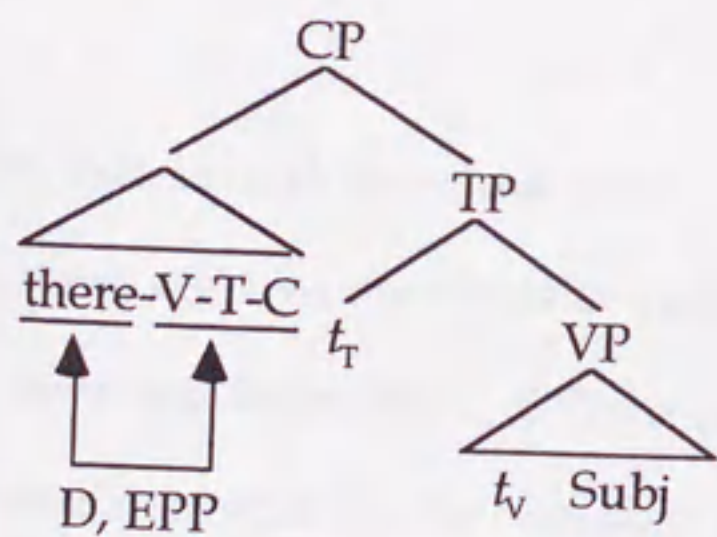 CP
TP
there-V-T-C
t_T
VP
t_V Subj
D, EPP